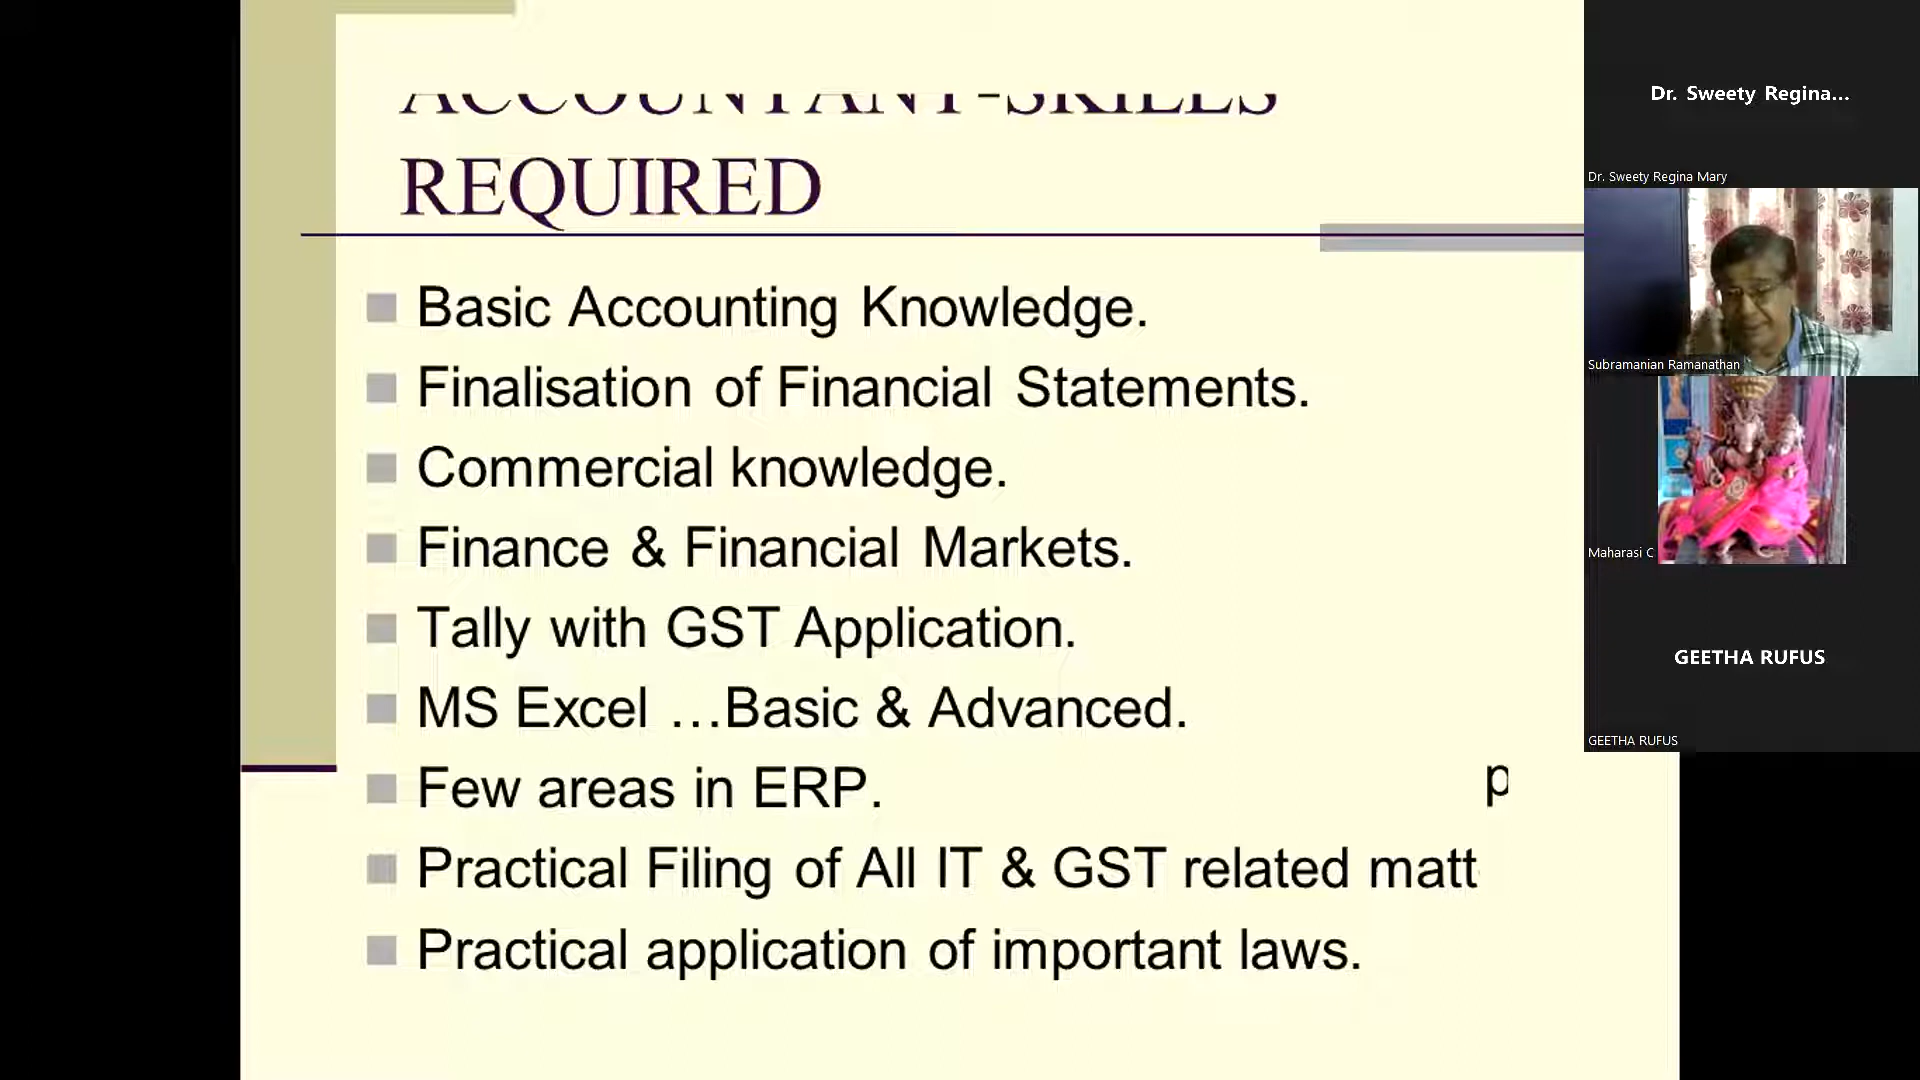 ACCOUNTANT-SKILLS
REQUIRED
Basic Accounting Knowledge.
Finalisation of Financial Statements.
Commercial knowledge.
Finance & Financial Markets.
Tally with GST Application.
MS Excel …Basic & Advanced.
Few areas in ERP.
p
Practical Filing of All IT & GST related matt
Practical application of important laws.
Dr. Sweety Regina...
Dr. Sweety Regina Mary
Subramanian Ramanathan
Maharasi C
GEETHA RUFUS
GEETHA RUFUS